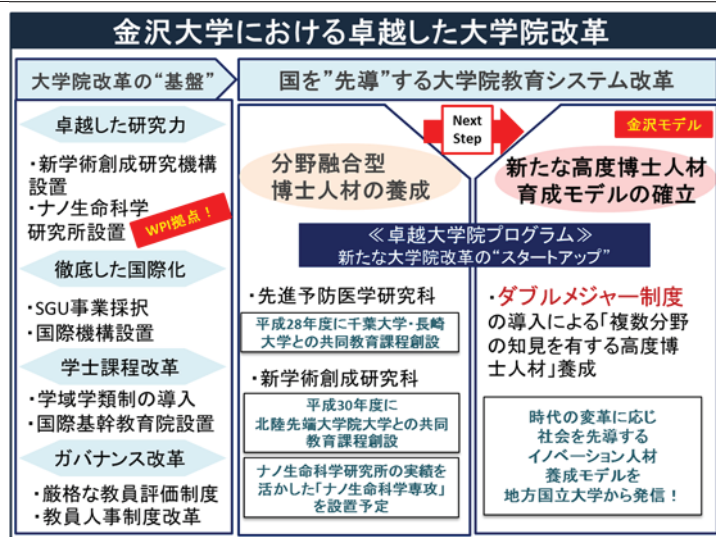 金沢大学における卓越した大学院改革
大学院改革の“基盤”
国を”先導”する大学院教育システム改革
卓越した研究力
・新学術創成研究機構
設置
・ナノ生命科学
研究所設置
WPI拠点！
徹底した国際化
・SGU事業採択
・国際機構設置
学士課程改革
・学域学類制の導入
・国際基幹教育院設置
ガバナンス改革
・厳格な教員評価制度
・教員人事制度改革
分野融合型
博士人材の養成
Next
Step
金沢モデル
新たな高度博士人材
育成モデルの確立
≪卓越大学院プログラム≫
新たな大学院改革の“スタートアップ”
・先進予防医学研究科
平成28年度に千葉大学・長崎
大学との共同教育課程創設
・新学術創成研究科
平成30年度に
北陸先端大学院大学との共同
教育課程創設
ナノ生命科学研究所の実績を
活かした「ナノ生命科学専攻」
を設置予定
・ダブルメジャー制度
の導入による「複数分野
の知見を有する高度博
士人材」養成
時代の変革に応じ
社会を先導する
イノベーション人材
養成モデルを
地方国立大学から発信！